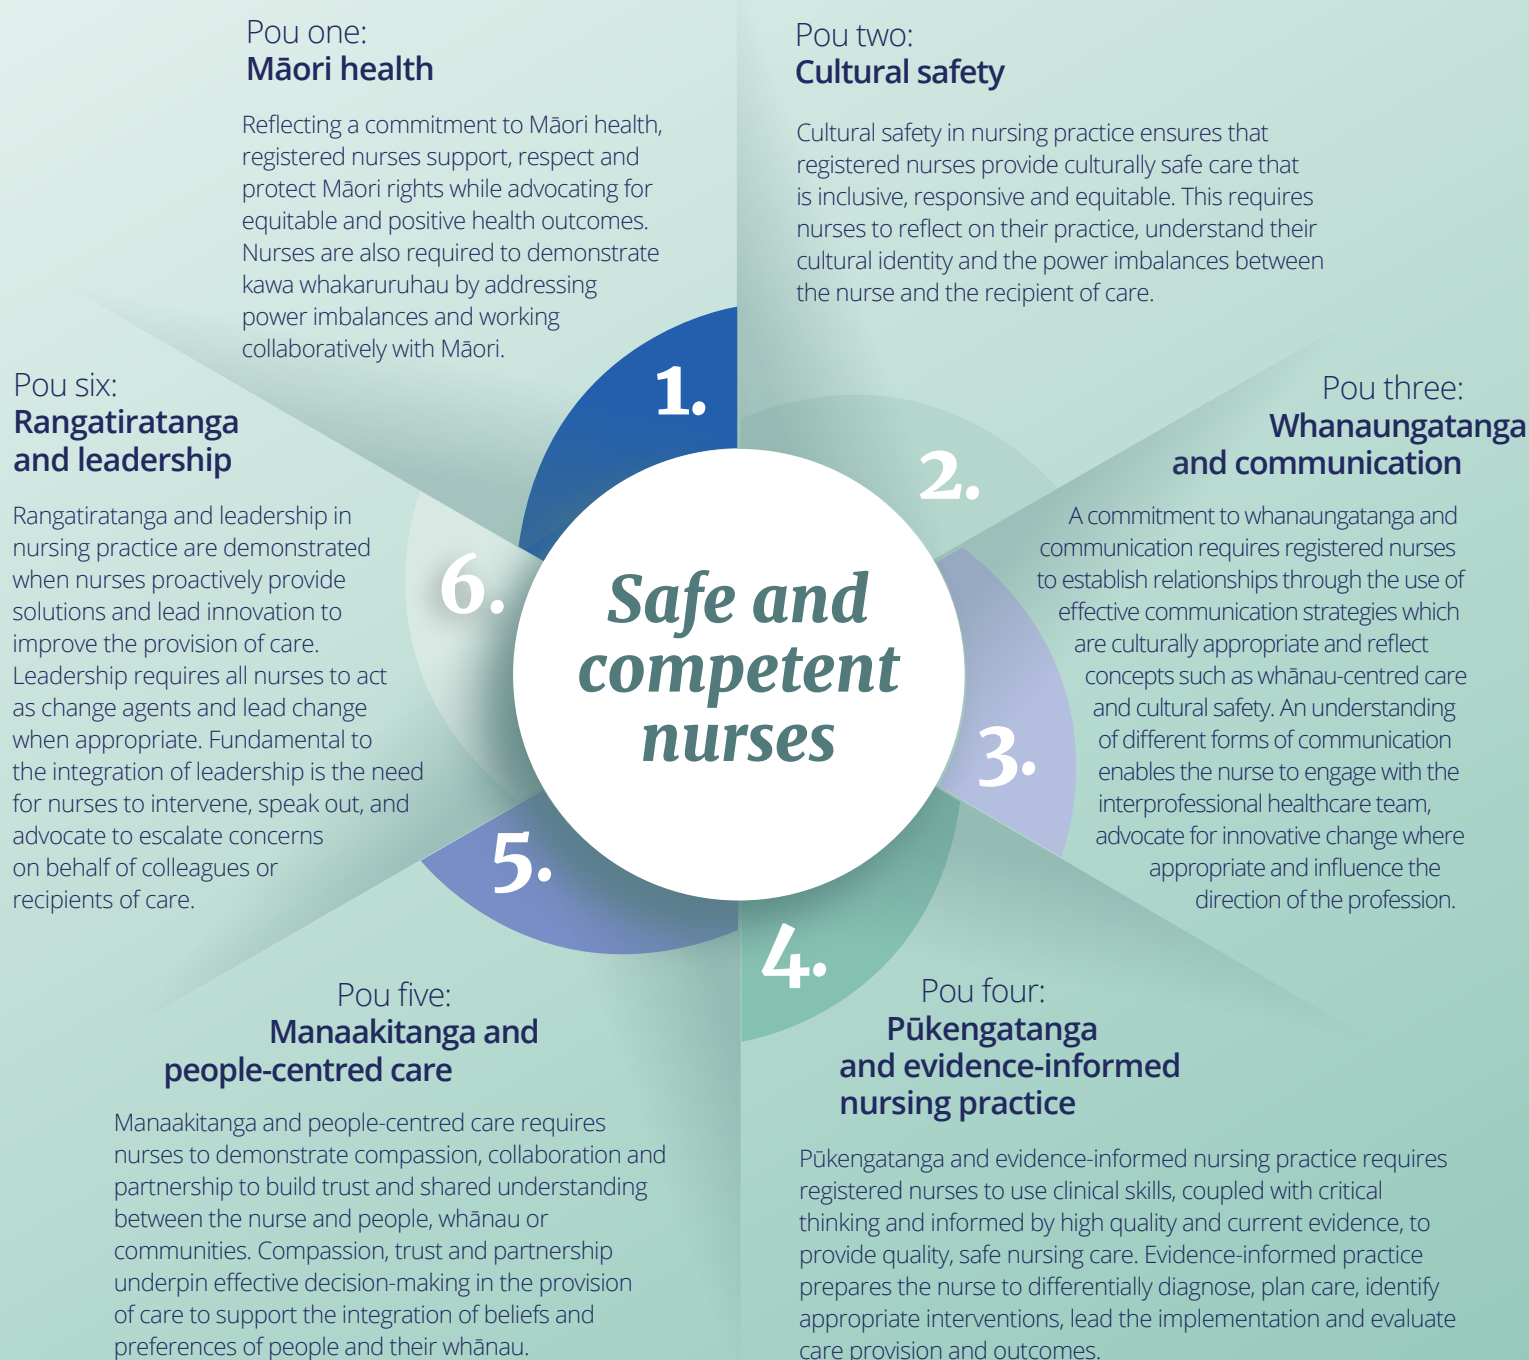 Pou one:
Māori health
Reflecting a commitment to Māori health,
registered nurses support, respect and
protect Māori rights while advocating for
equitable and positive health outcomes.
Nurses are also required to demonstrate
kawa whakaruruhau by addressing
power imbalances and working
collaboratively with Māori.
Pou two:
Cultural safety
Cultural safety in nursing practice ensures that
registered nurses provide culturally safe care that
is inclusive, responsive and equitable. This requires
nurses to reflect on their practice, understand their
cultural identity and the power imbalances between
the nurse and the recipient of care.
Pou three:
Whanaungatanga
and communication
A commitment to whanaungatanga and
communication requires registered nurses
to establish relationships through the use of
effective communication strategies which
are culturally appropriate and reflect
concepts such as whānau-centred care
and cultural safety. An understanding
of different forms of communication
enables the nurse to engage with the
interprofessional healthcare team,
advocate for innovative change where
appropriate and influence the
direction of the profession.
Pou four:
Pūkengatanga
and evidence-informed
nursing practice
Pūkengatanga and evidence-informed nursing practice requires
registered nurses to use clinical skills, coupled with critical
thinking and informed by high quality and current evidence, to
provide quality, safe nursing care. Evidence-informed practice
prepares the nurse to differentially diagnose, plan care, identify
appropriate interventions, lead the implementation and evaluate
care provision and outcomes.
Pou five:
Manaakitanga and
people-centred care
Manaakitanga and people-centred care requires
nurses to demonstrate compassion, collaboration and
partnership to build trust and shared understanding
between the nurse and people, whānau or
communities. Compassion, trust and partnership
underpin effective decision-making in the provision
of care to support the integration of beliefs and
preferences of people and their whānau.
Pou six:
Rangatiratanga
and leadership
Rangatiratanga and leadership in
nursing practice are demonstrated
when nurses proactively provide
solutions and lead innovation to
improve the provision of care.
Leadership requires all nurses to act
as change agents and lead change
when appropriate. Fundamental to
the integration of leadership is the need
for nurses to intervene, speak out, and
advocate to escalate concerns
on behalf of colleagues or
recipients of care.
1.
2.
3.
4.
5.
6.
Safe and
competent
nurses